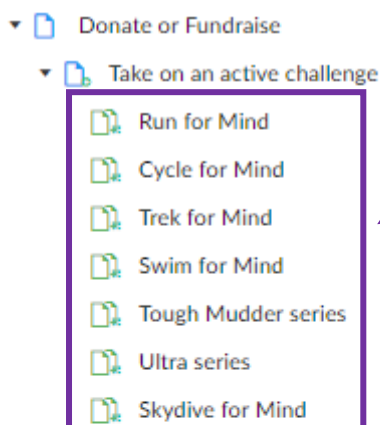 Donate or Fundraise
Take on an active challenge
Run for Mind
Cycle for Mind
Trek for Mind
Swim for Mind
Tough Mudder series
Ultra series
Skydive for Mind